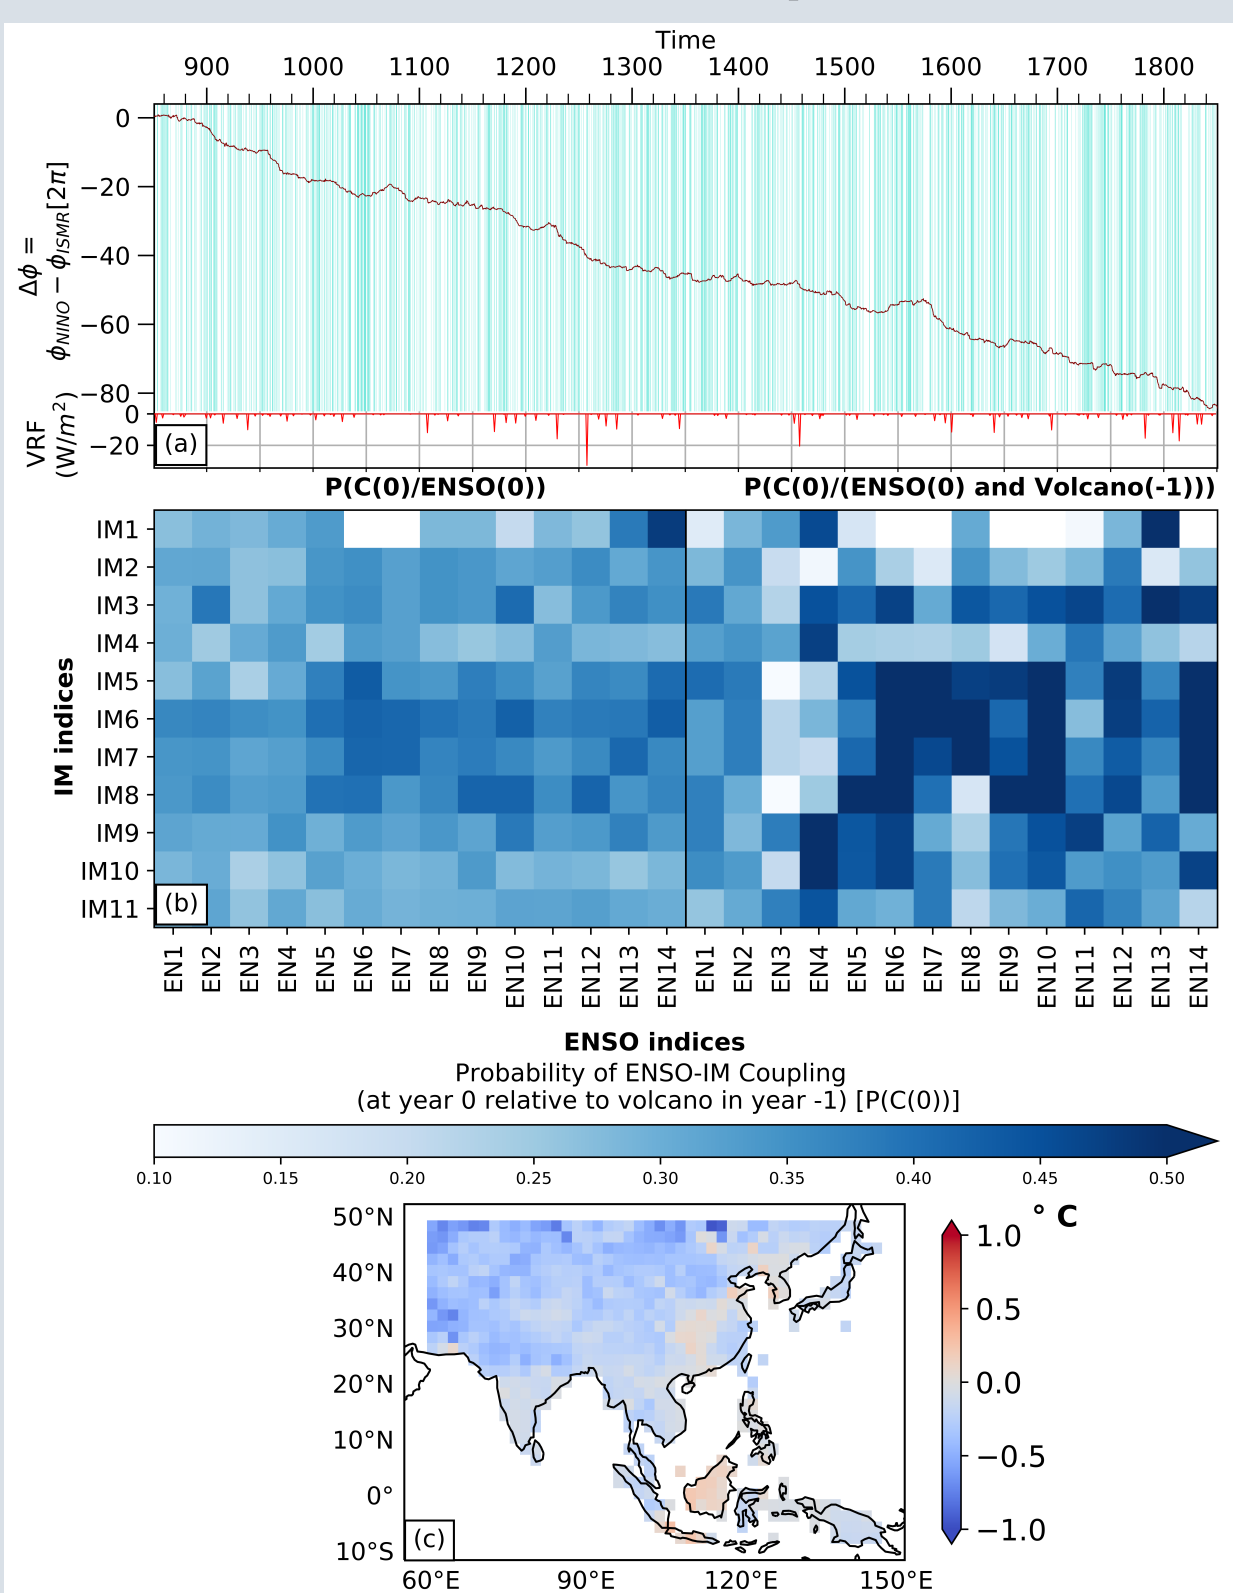 Time
900 1000 1100 1200 1300 1400 1500 1600 1700 1800
0
−20
−40
−60
−80
Δϕ =
ϕNINO − ϕISMR[2π]
0
−20
VRF
(W/m²)
(a)
P(C(0)/ENSO(0)) P(C(0)/(ENSO(0) and Volcano(-1)))
IM1
IM2
IM3
IM4
IM5
IM6
IM7
IM8
IM9
IM10
IM11
IM indices
(b)
EN1 EN2 EN3 EN4 EN5 EN6 EN7 EN8 EN9 EN10 EN11 EN12 EN13 EN14 EN1 EN2 EN3 EN4 EN5 EN6 EN7 EN8 EN9 EN10 EN11 EN12 EN13 EN14
ENSO indices
Probability of ENSO-IM Coupling
(at year 0 relative to volcano in year -1) [P(C(0))]
0.10 0.15 0.20 0.25 0.30 0.35 0.40 0.45 0.50
50°N
40°N
30°N
20°N
10°N
0°
10°S
(c)
60°E 90°E 120°E 150°E
° C
1.0
0.5
0.0
−0.5
−1.0